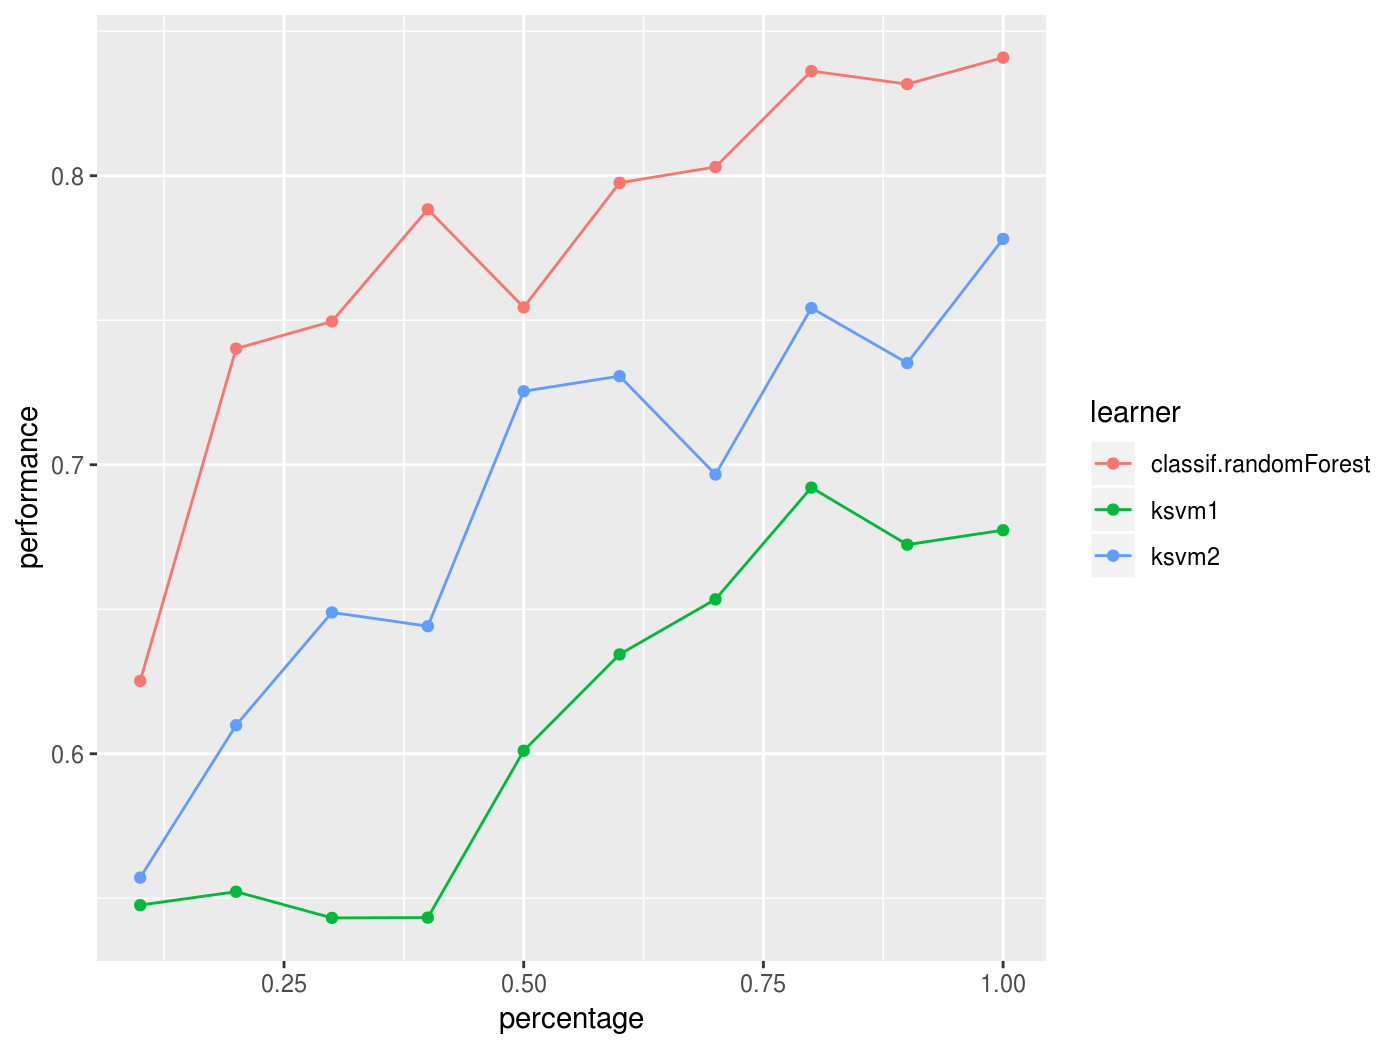 performance
0.8
0.7
0.6
0.25 0.50 0.75 1.00
percentage
learner
classif.randomForest
ksvm1
ksvm2